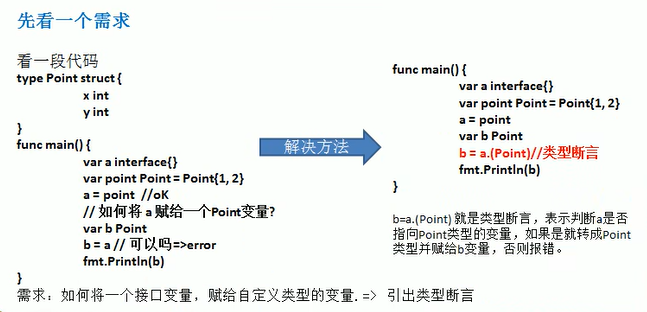 先看一个需求
看一段代码
type Point struct {
x int
y int
}
func main() {
var a interface{}
var point Point = Point{1, 2}
a = point  //oK
// 如何将 a 赋给一个Point变量?
var b Point
b = a // 可以吗=>error
fmt.Println(b)
}
需求：如何将一个接口变量，赋给自定义类型的变量. => 引出类型断言
解决方法
func main() {
var a interface{}
var point Point = Point{1, 2}
a = point
var b Point
b = a.(Point)//类型断言
fmt.Println(b)
}
b=a.(Point) 就是类型断言，表示判断a是否
指向Point类型的变量，如果是就转成Point
类型并赋给b变量，否则报错。